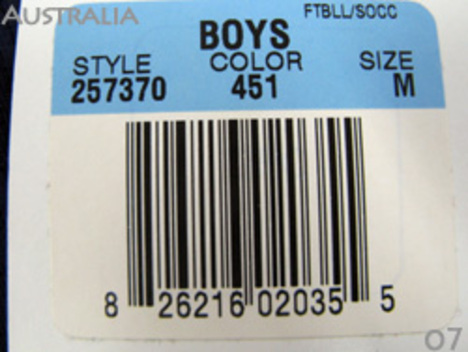 AUSTRALIA
FTBLL/SOCC
BOYS
STYLE COLOR SIZE
257370 451 M
8 26216 02035 5
07